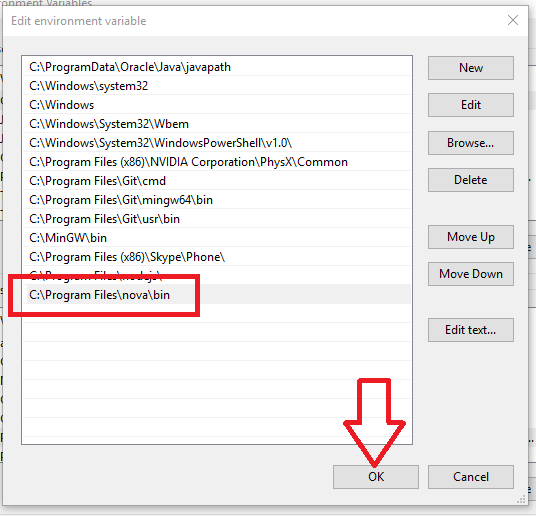 Edit environment variable
C:\ProgramData\Oracle\Java\javapath
C:\Windows\system32
C:\Windows
C:\Windows\System32\Wbem
C:\Windows\System32\WindowsPowerShell\v1.0\
C:\Program Files (x86)\NVIDIA Corporation\PhysX\Common
C:\Program Files\Git\cmd
C:\Program Files\Git\mingw64\bin
C:\Program Files\Git\usr\bin
C:\MinGW\bin
C:\Program Files (x86)\Skype\Phone\
C:\Program Files\nodejs\
C:\Program Files\nova\bin
New
Edit
Browse...
Delete
Move Up
Move Down
Edit text...
OK
Cancel